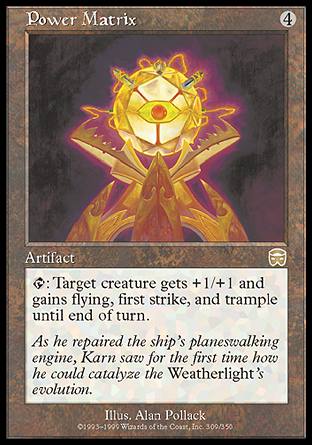 Power Matrix 4
Artifact
: Target creature gets +1/+1 and
gains flying, first strike, and trample
until end of turn.
As he repaired the ship's planeswalking
engine, Karn saw for the first time how
he could catalyze the Weatherlight's
evolution.
Illus. Alan Pollack
©1993–1999 Wizards of the Coast, Inc. 309/350